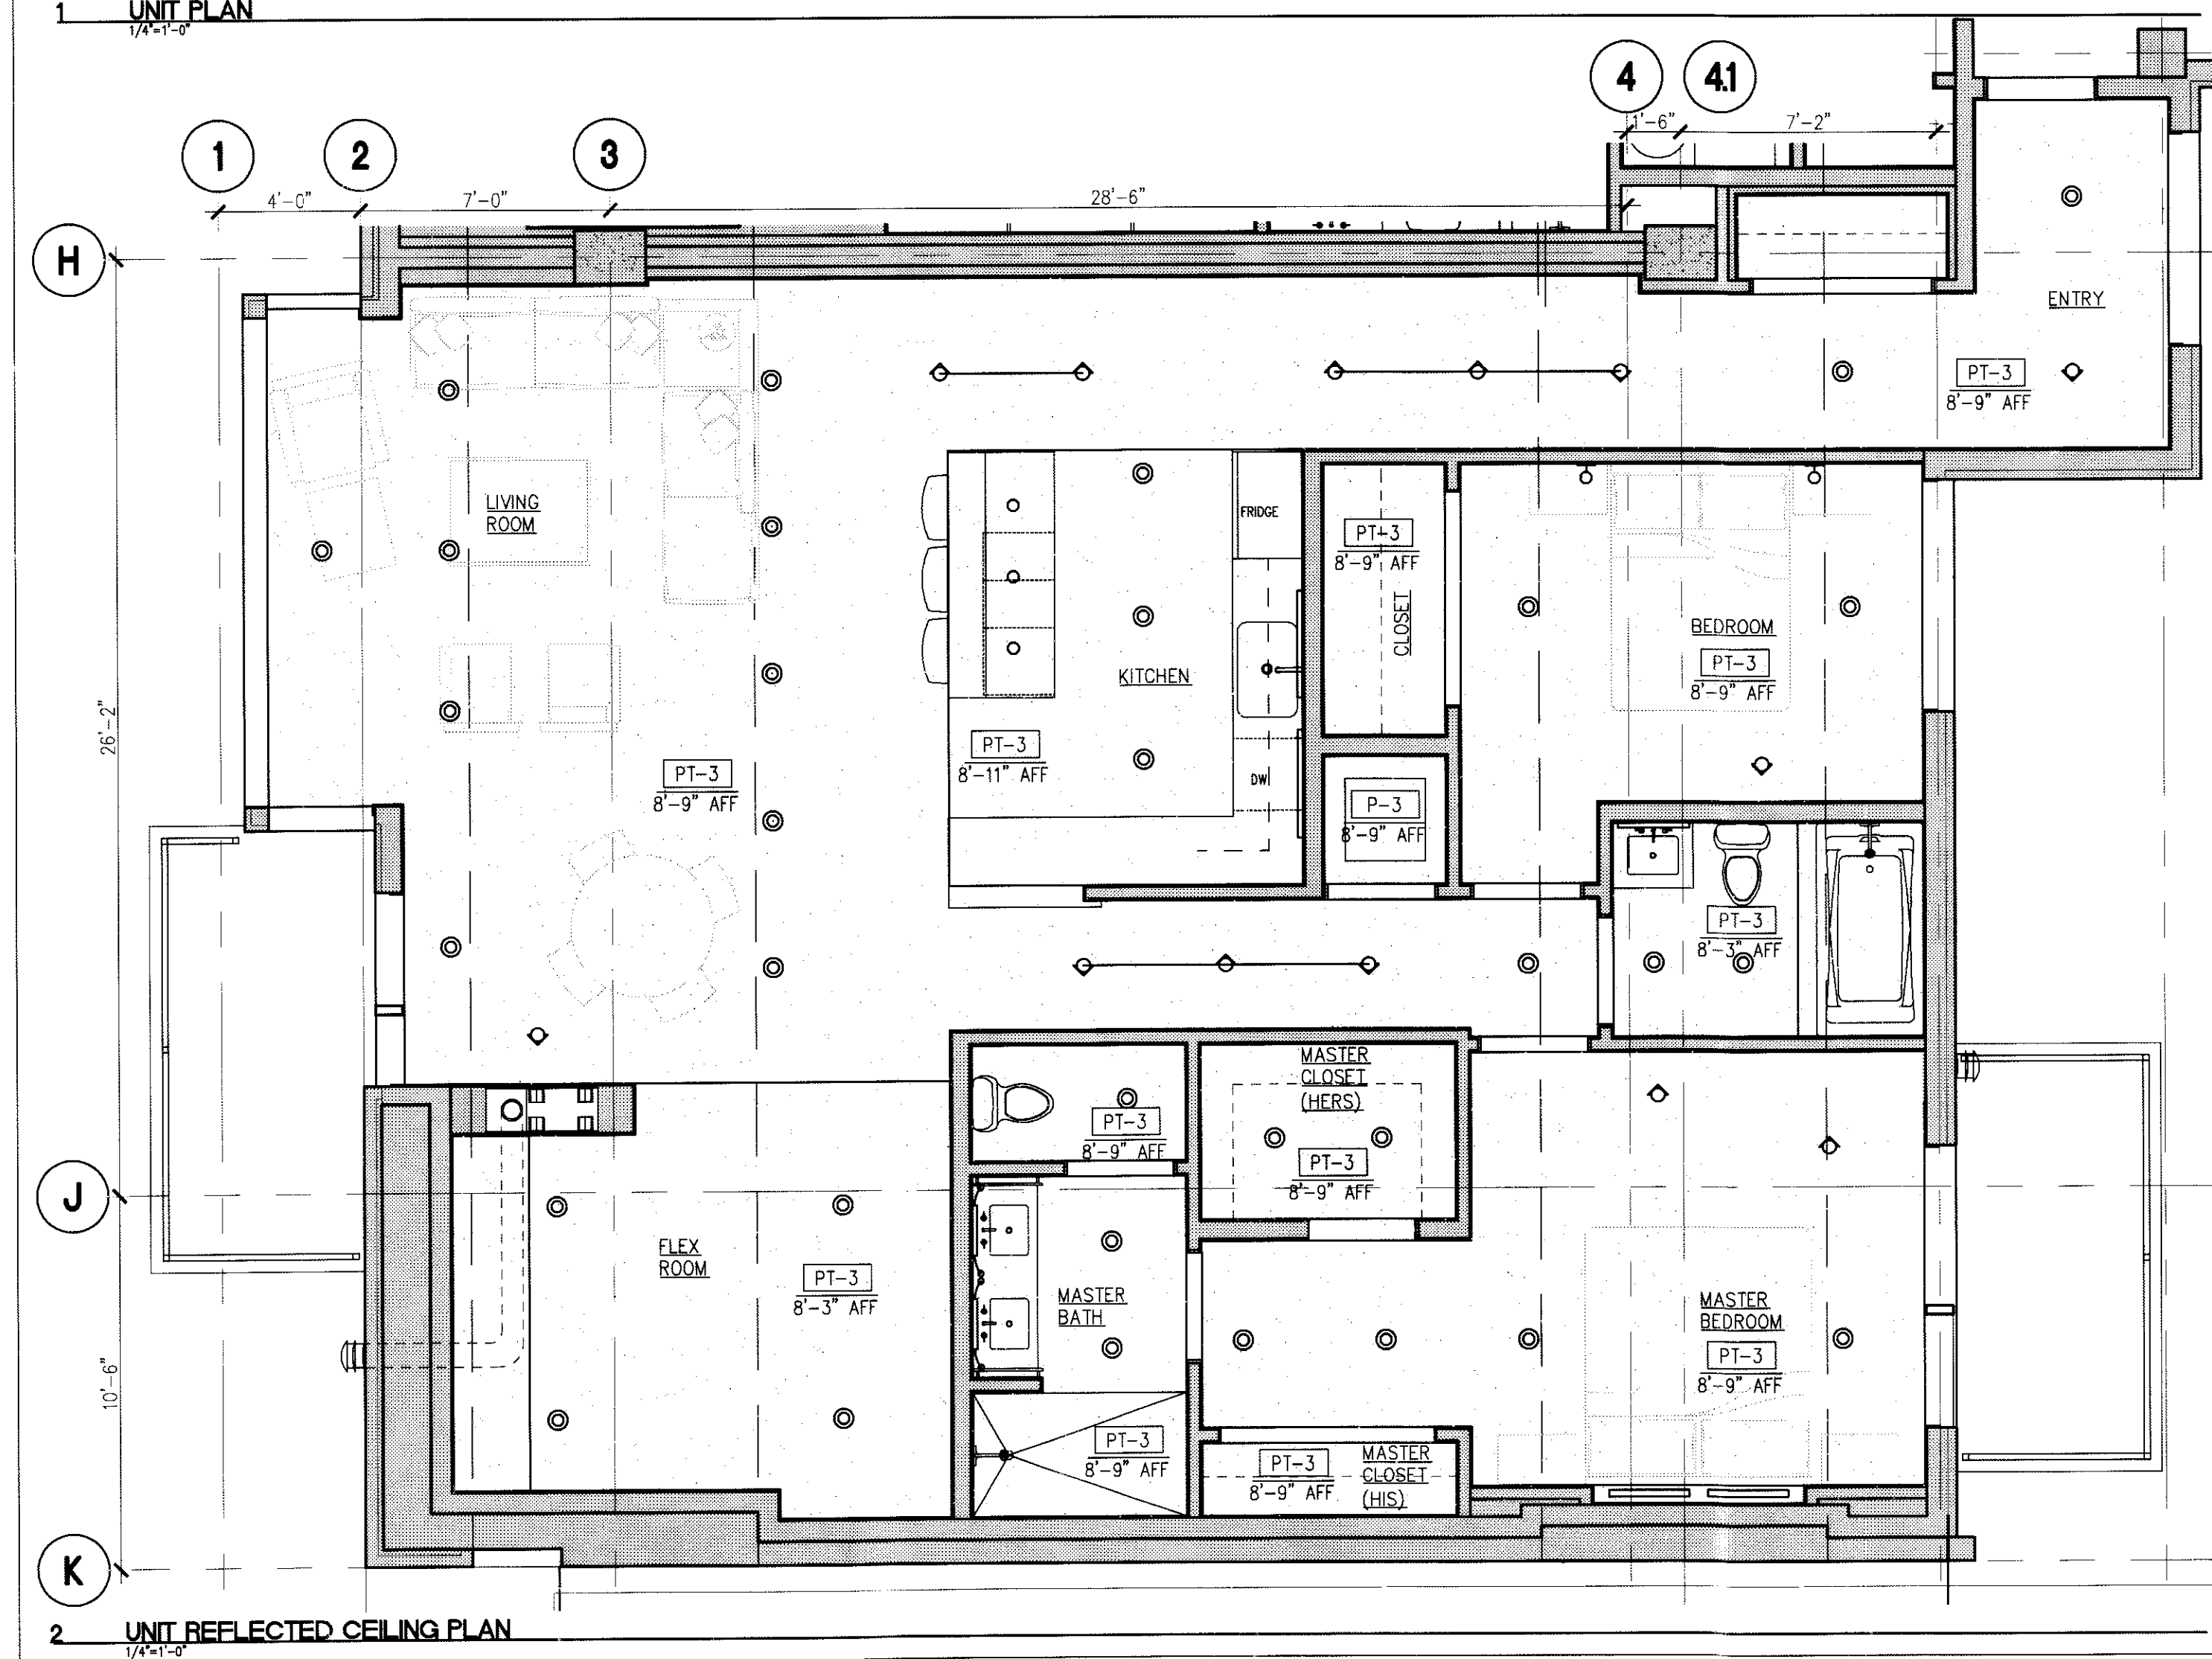 1 UNIT PLAN
1/4"=1'-0"
4 4.1
1'-6" 7'-2"
1 2 3
4'-0" 7'-0" 28'-6"
H
ENTRY
PT-3
8'-9" AFF
LIVING
ROOM
FRIDGE
PT-3
8'-9" AFF
CLOSET
BEDROOM
PT-3
8'-9" AFF
KITCHEN
26'-2"
PT-3
8'-11" AFF
PT-3
8'-9" AFF
DW
P-3
8'-9" AFF
PT-3
8'-3" AFF
MASTER
CLOSET
(HERS)
PT-3
8'-9" AFF
PT-3
8'-9" AFF
J
FLEX
ROOM
PT-3
8'-3" AFF
MASTER
BATH
MASTER
BEDROOM
PT-3
8'-9" AFF
10'-6"
PT-3
8'-9" AFF
PT-3
8'-9" AFF
MASTER
CLOSET
(HIS)
K
2 UNIT REFLECTED CEILING PLAN
1/4"=1'-0"